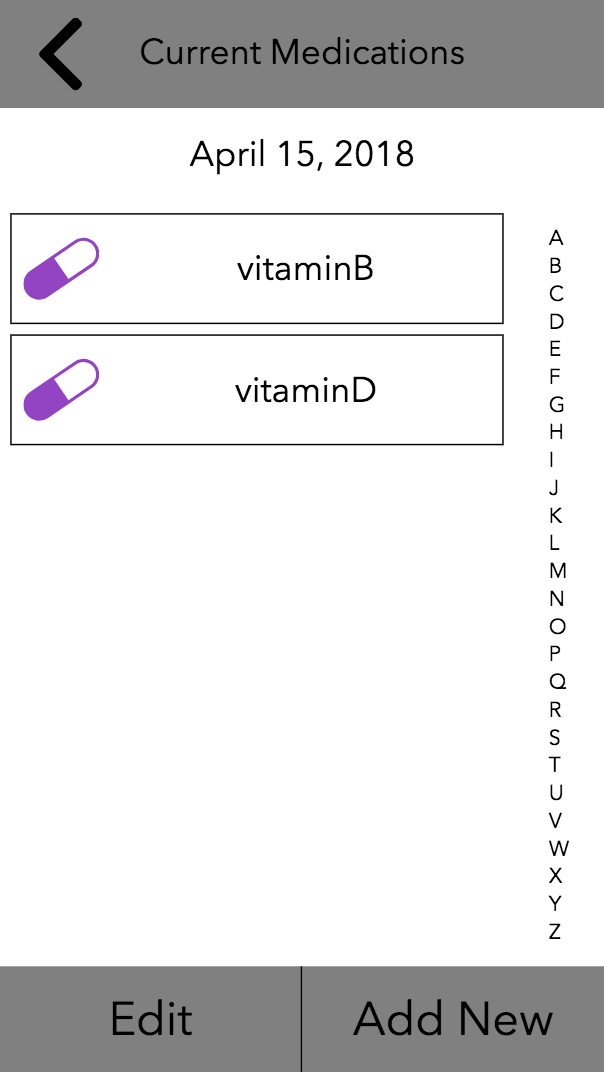 Current Medications
April 15, 2018
vitaminB
vitaminD
A
B
C
D
E
F
G
H
I
J
K
L
M
N
O
P
Q
R
S
T
U
V
W
X
Y
Z
Edit
Add New